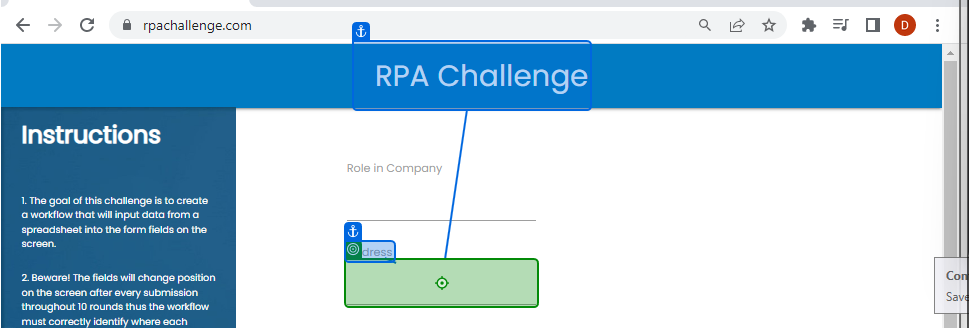 rpachallenge.com
D
RPA Challenge
Instructions
Role in Company
1. The goal of this challenge is to create
a workflow that will input data from a
spreadsheet into the form fields on the
screen.
dress
2. Beware! The fields will change position
on the screen after every submission
throughout 10 rounds thus the workflow
must correctly identify where each
Con
Save